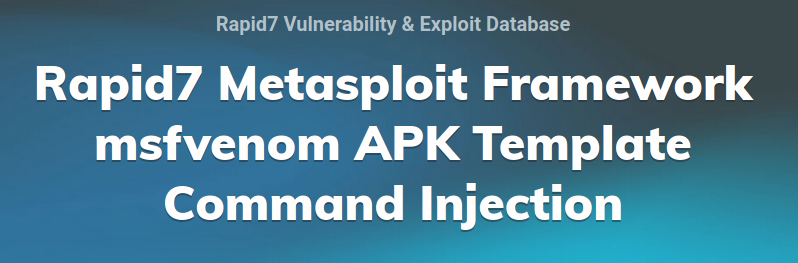 Rapid7 Vulnerability & Exploit Database
Rapid7 Metasploit Framework
msfvenom APK Template
Command Injection